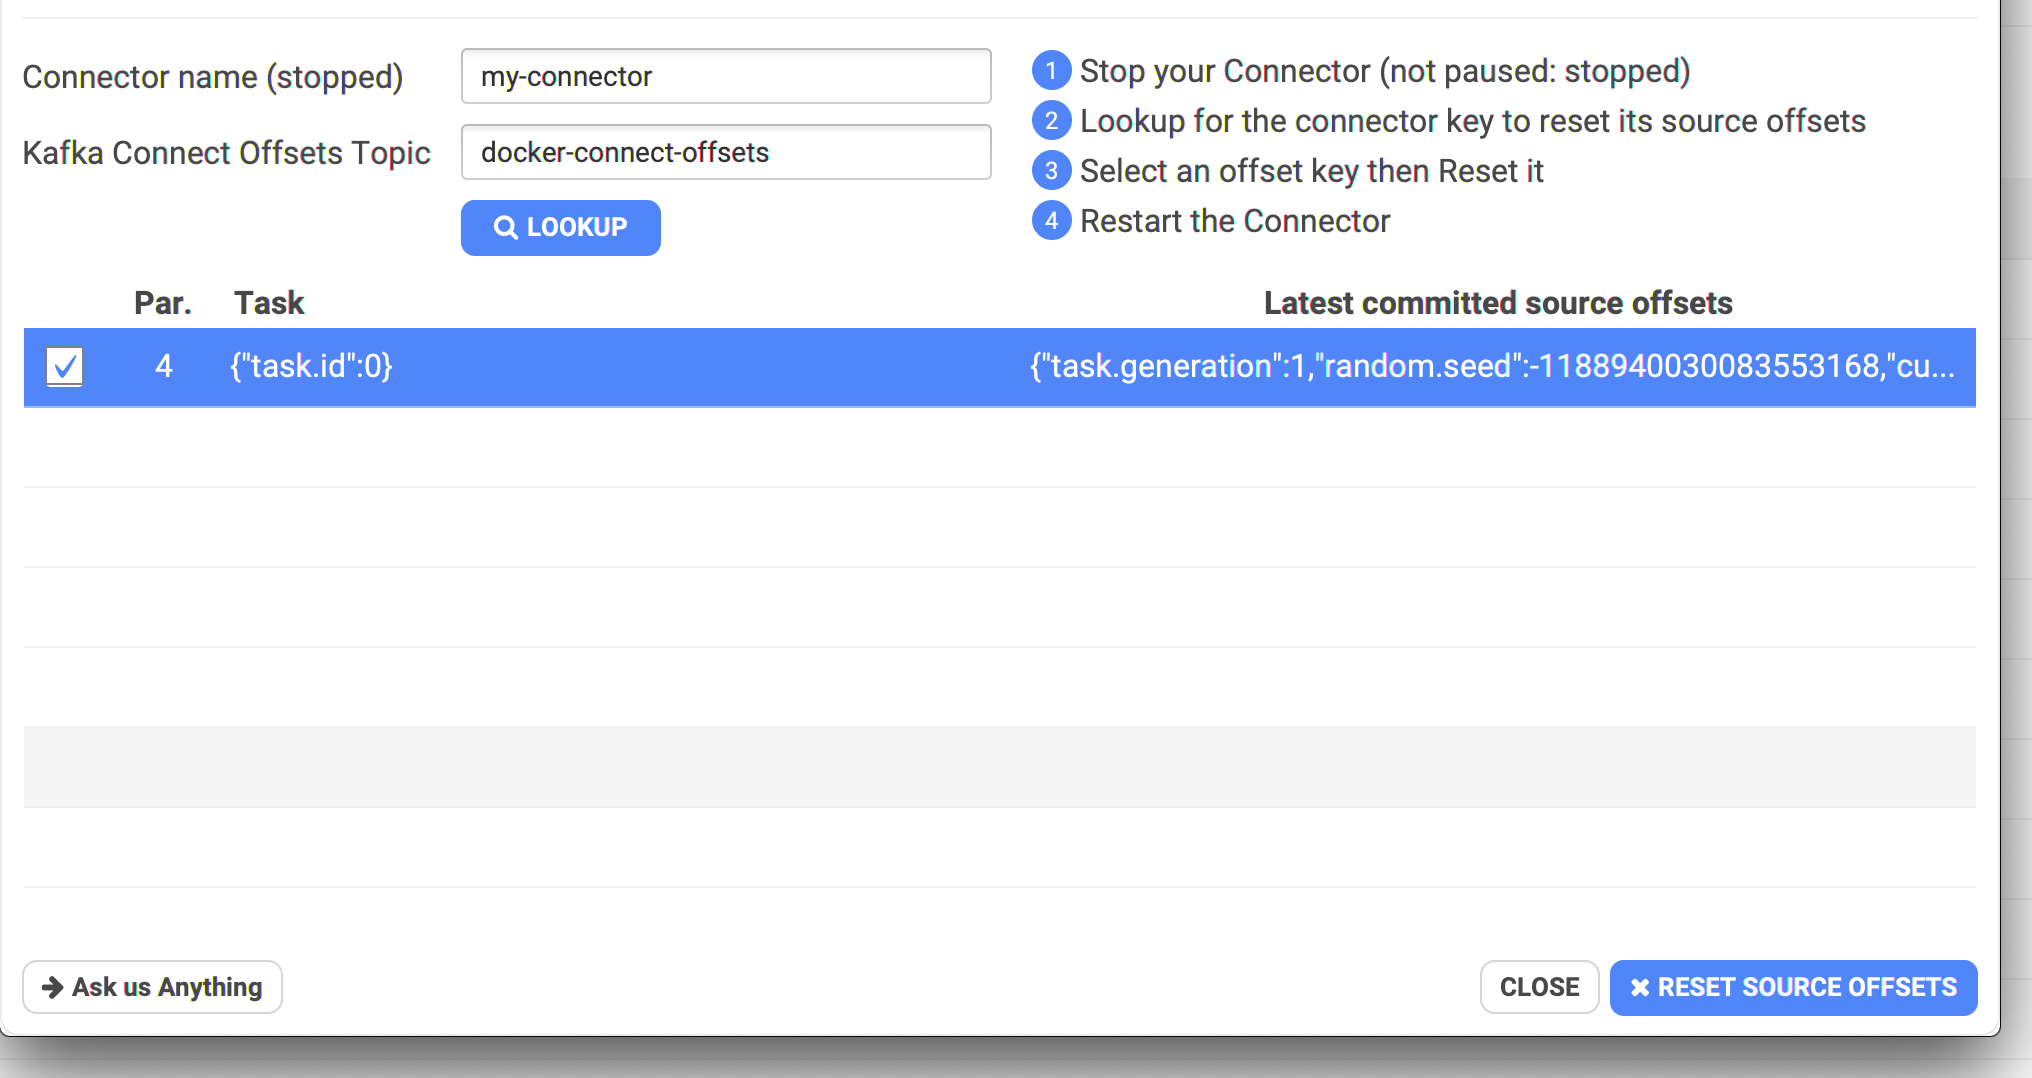 Connector name (stopped)
my-connector
Kafka Connect Offsets Topic
docker-connect-offsets
LOOKUP
1 Stop your Connector (not paused: stopped)
2 Lookup for the connector key to reset its source offsets
3 Select an offset key then Reset it
4 Restart the Connector
Par. Task Latest committed source offsets
4 {"task.id":0} {"task.generation":1,"random.seed":-1188940030083553168,"cu...
Ask us Anything
CLOSE
RESET SOURCE OFFSETS